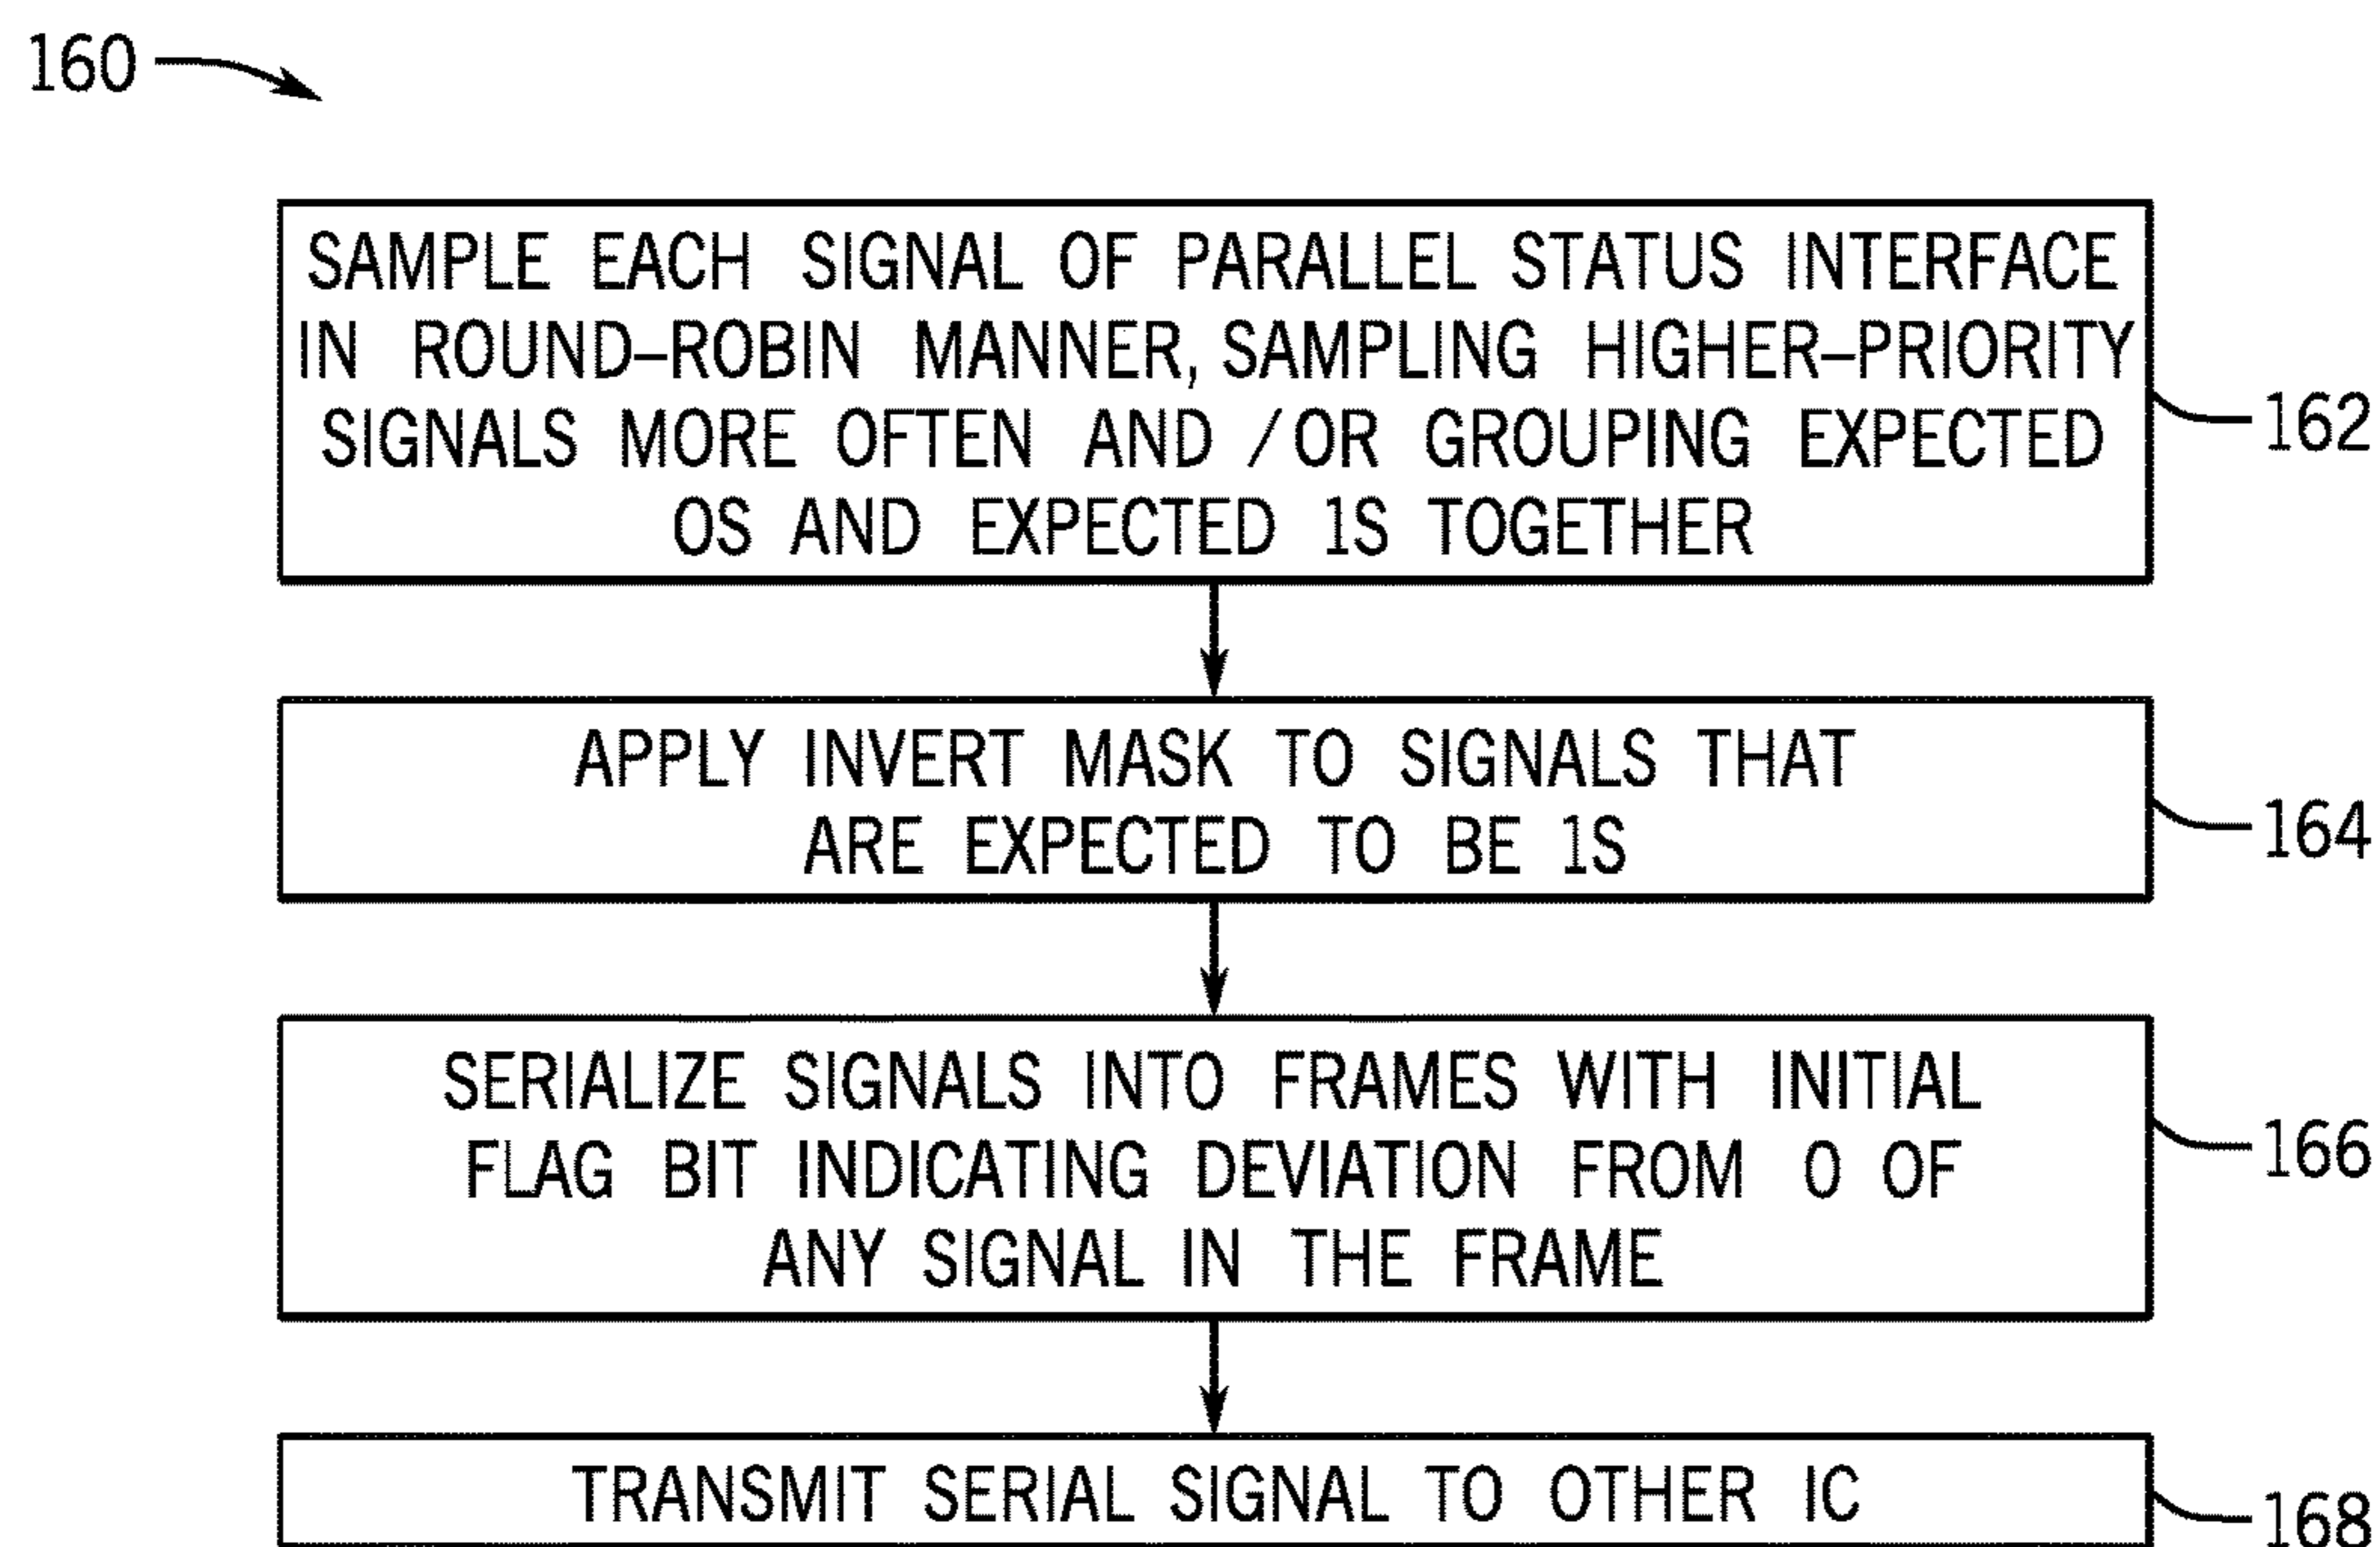 160
SAMPLE EACH SIGNAL OF PARALLEL STATUS INTERFACE
IN ROUND-ROBIN MANNER, SAMPLING HIGHER-PRIORITY
SIGNALS MORE OFTEN AND /OR GROUPING EXPECTED
0S AND EXPECTED 1S TOGETHER
162
APPLY INVERT MASK TO SIGNALS THAT
ARE EXPECTED TO BE 1S
164
SERIALIZE SIGNALS INTO FRAMES WITH INITIAL
FLAG BIT INDICATING DEVIATION FROM 0 OF
ANY SIGNAL IN THE FRAME
166
TRANSMIT SERIAL SIGNAL TO OTHER IC
168